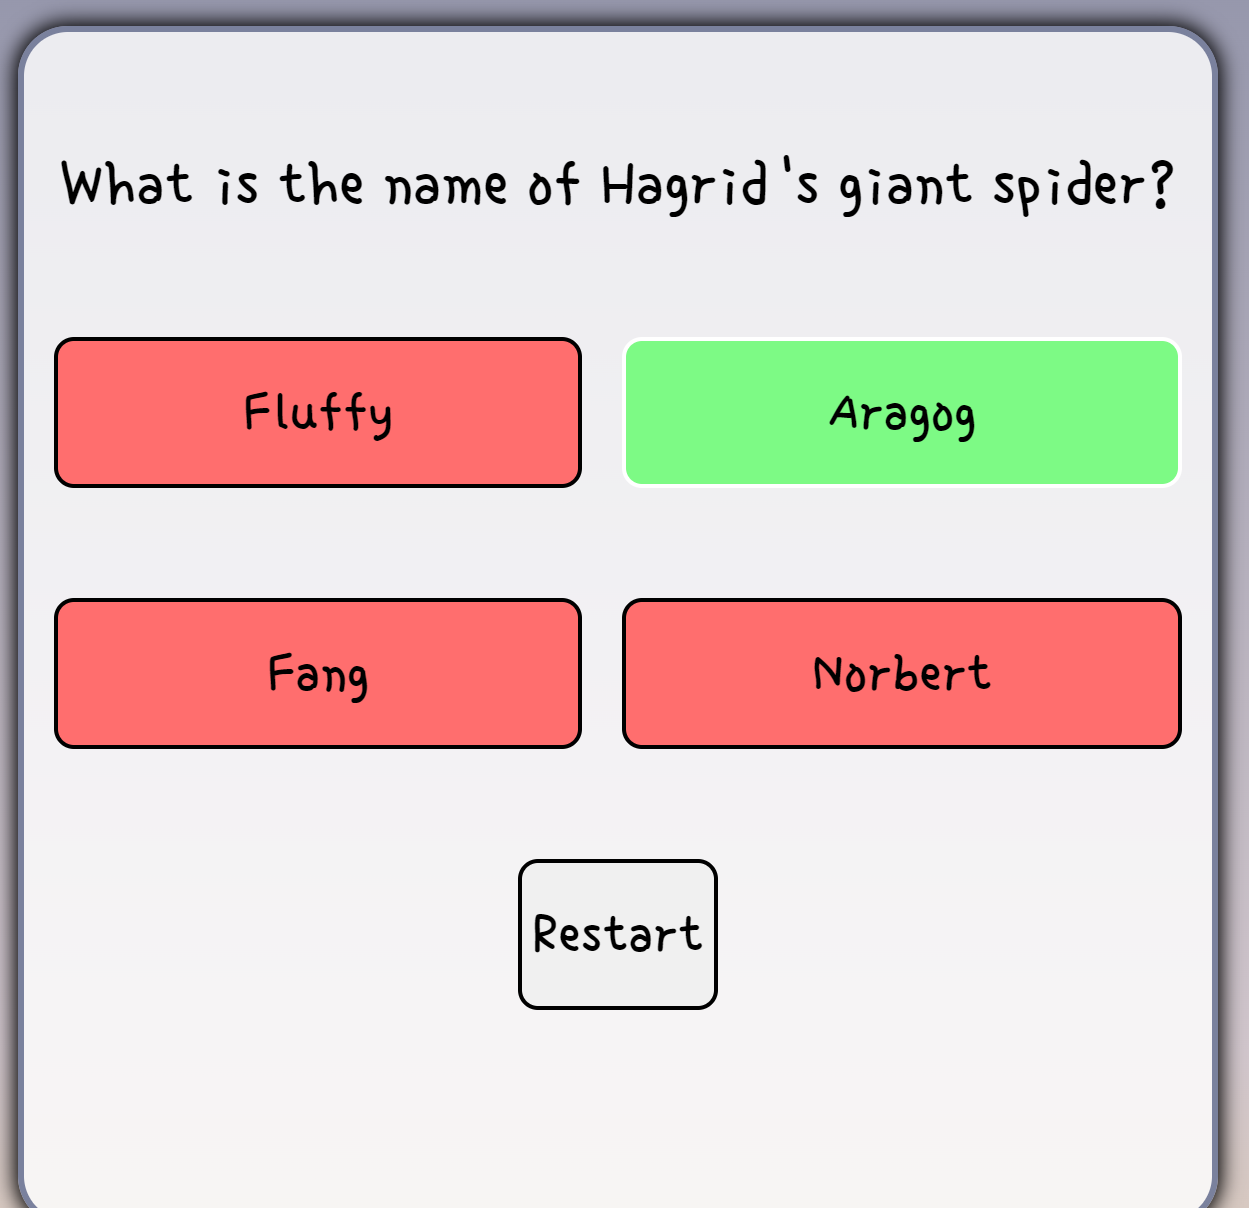 What is the name of Hagrid's giant spider?
Fluffy
Aragog
Fang
Norbert
Restart